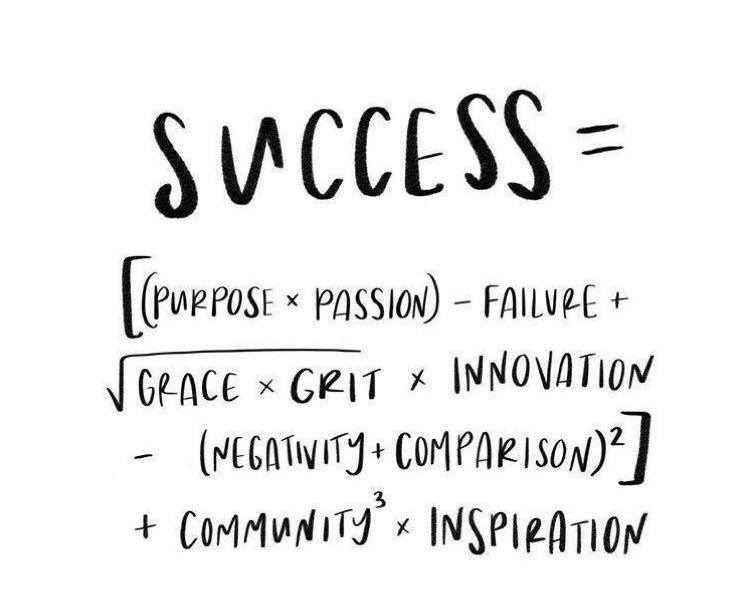 SUCCESS =
[(PURPOSE × PASSION) – FAILURE +
√GRACE × GRIT × INNOVATION
– (NEGATIVITY + COMPARISON)²]
+ COMMUNITY³ × INSPIRATION